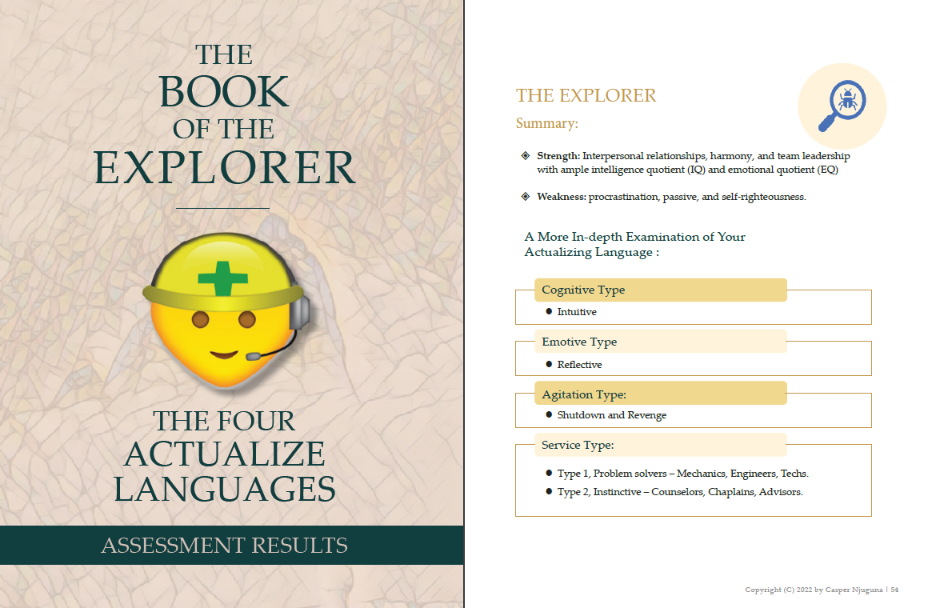 THE
BOOK
OF THE
EXPLORER
THE FOUR
ACTUALIZE
LANGUAGES
ASSESSMENT RESULTS
THE EXPLORER
Summary:
◈ Strength: Interpersonal relationships, harmony, and team leadership
with ample intelligence quotient (IQ) and emotional quotient (EQ)
◈ Weakness: procrastination, passive, and self-righteousness.
A More In-depth Examination of Your
Actualizing Language :
Cognitive Type
● Intuitive
Emotive Type
● Reflective
Agitation Type:
● Shutdown and Revenge
Service Type:
● Type 1, Problem solvers – Mechanics, Engineers, Techs.
● Type 2, Instinctive – Counselors, Chaplains, Advisors.
Copyright (C) 2022 by Casper Njuguna | 54